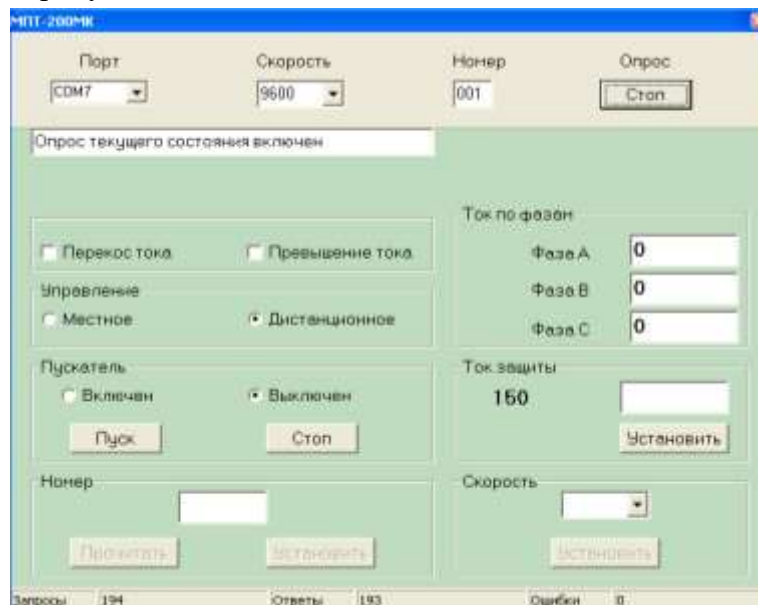 МПТ-200МК
Порт Скорость Номер Опрос
COM7 9600 001 Стоп
Опрос текущего состояния включен
Ток по фазам
Перекос тока Превышение тока Фаза А 0
Управление Фаза В 0
Местное Дистанционное Фаза С 0
Пускатель Ток защиты
Включен Выключен 150
Пуск Стоп Установить
Номер Скорость
Прочитать Установить Установить
Запросы 194 Ответы 193 Ошибки 0